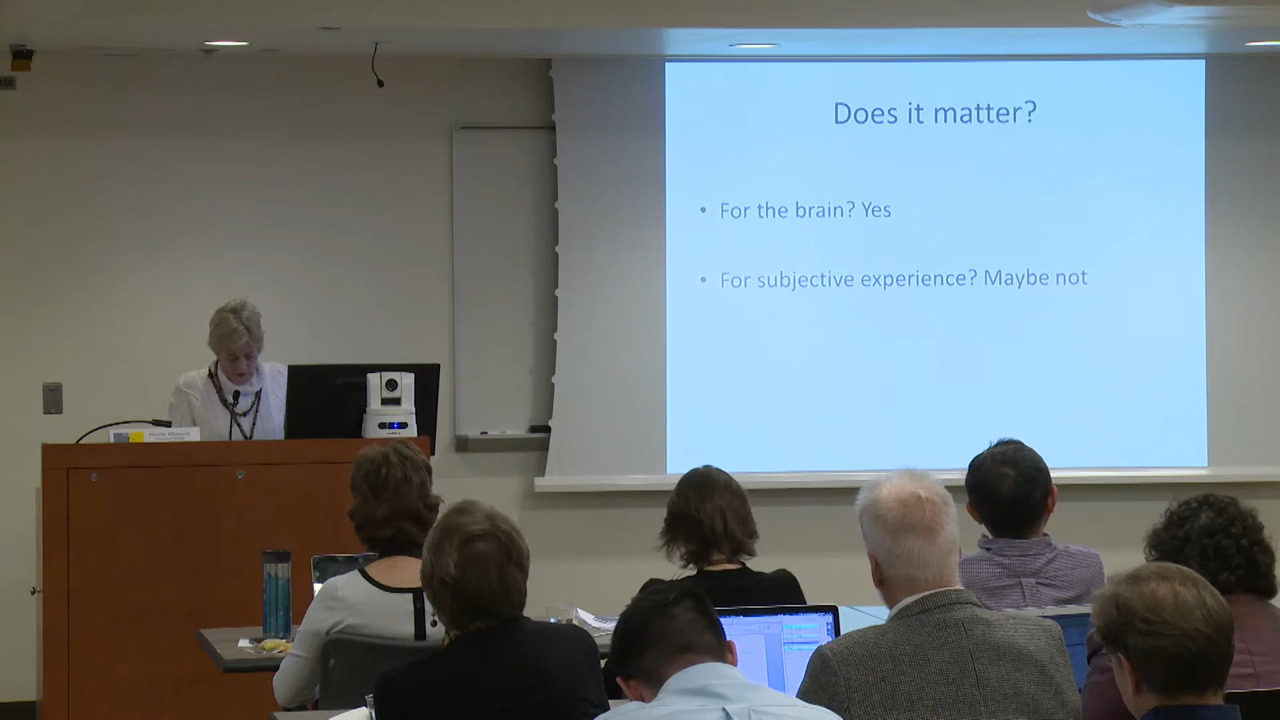 Does it matter?
• For the brain? Yes
• For subjective experience? Maybe not